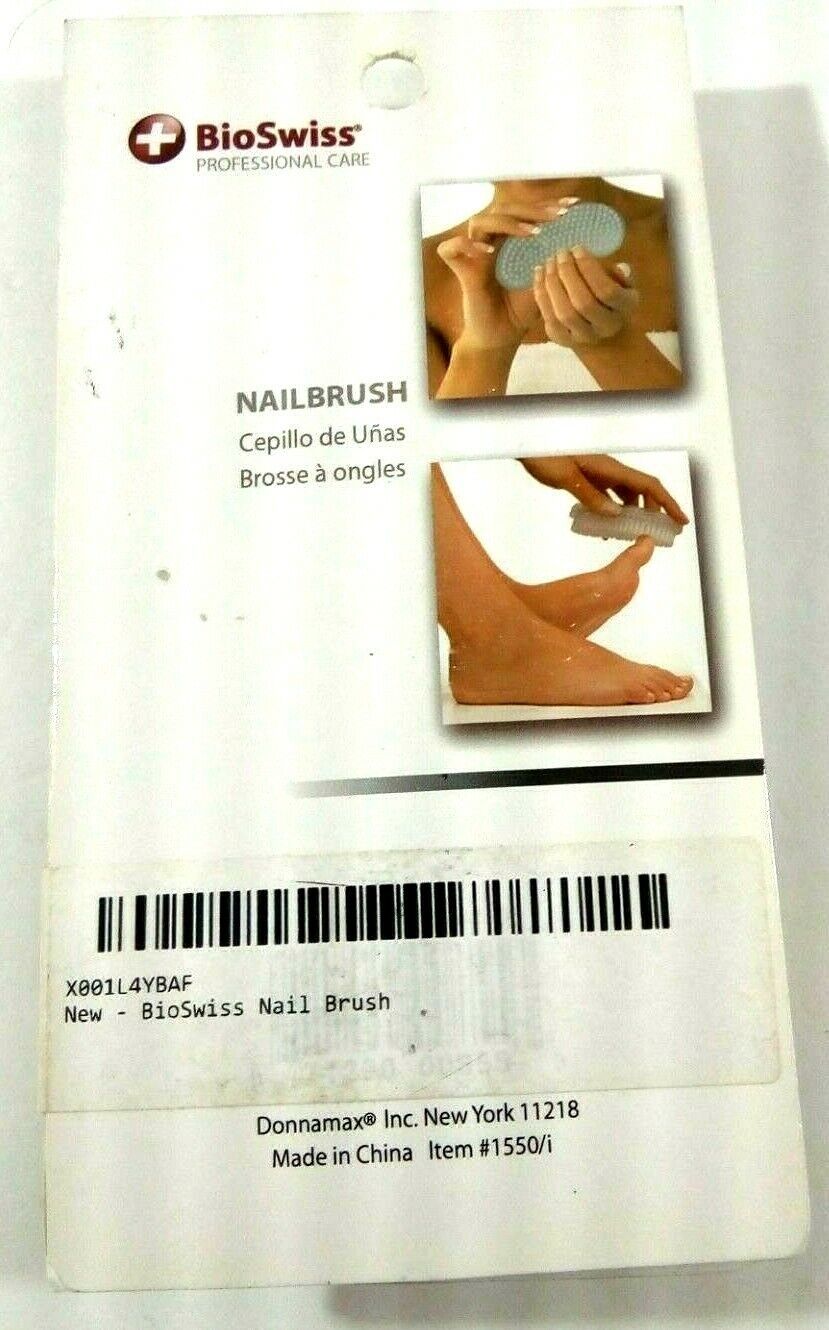 BioSwiss®
PROFESSIONAL CARE
NAILBRUSH
Cepillo de Uñas
Brosse à ongles
X001L4YBAF
New - BioSwiss Nail Brush
Donnamax® Inc. New York 11218
Made in China Item #1550/i